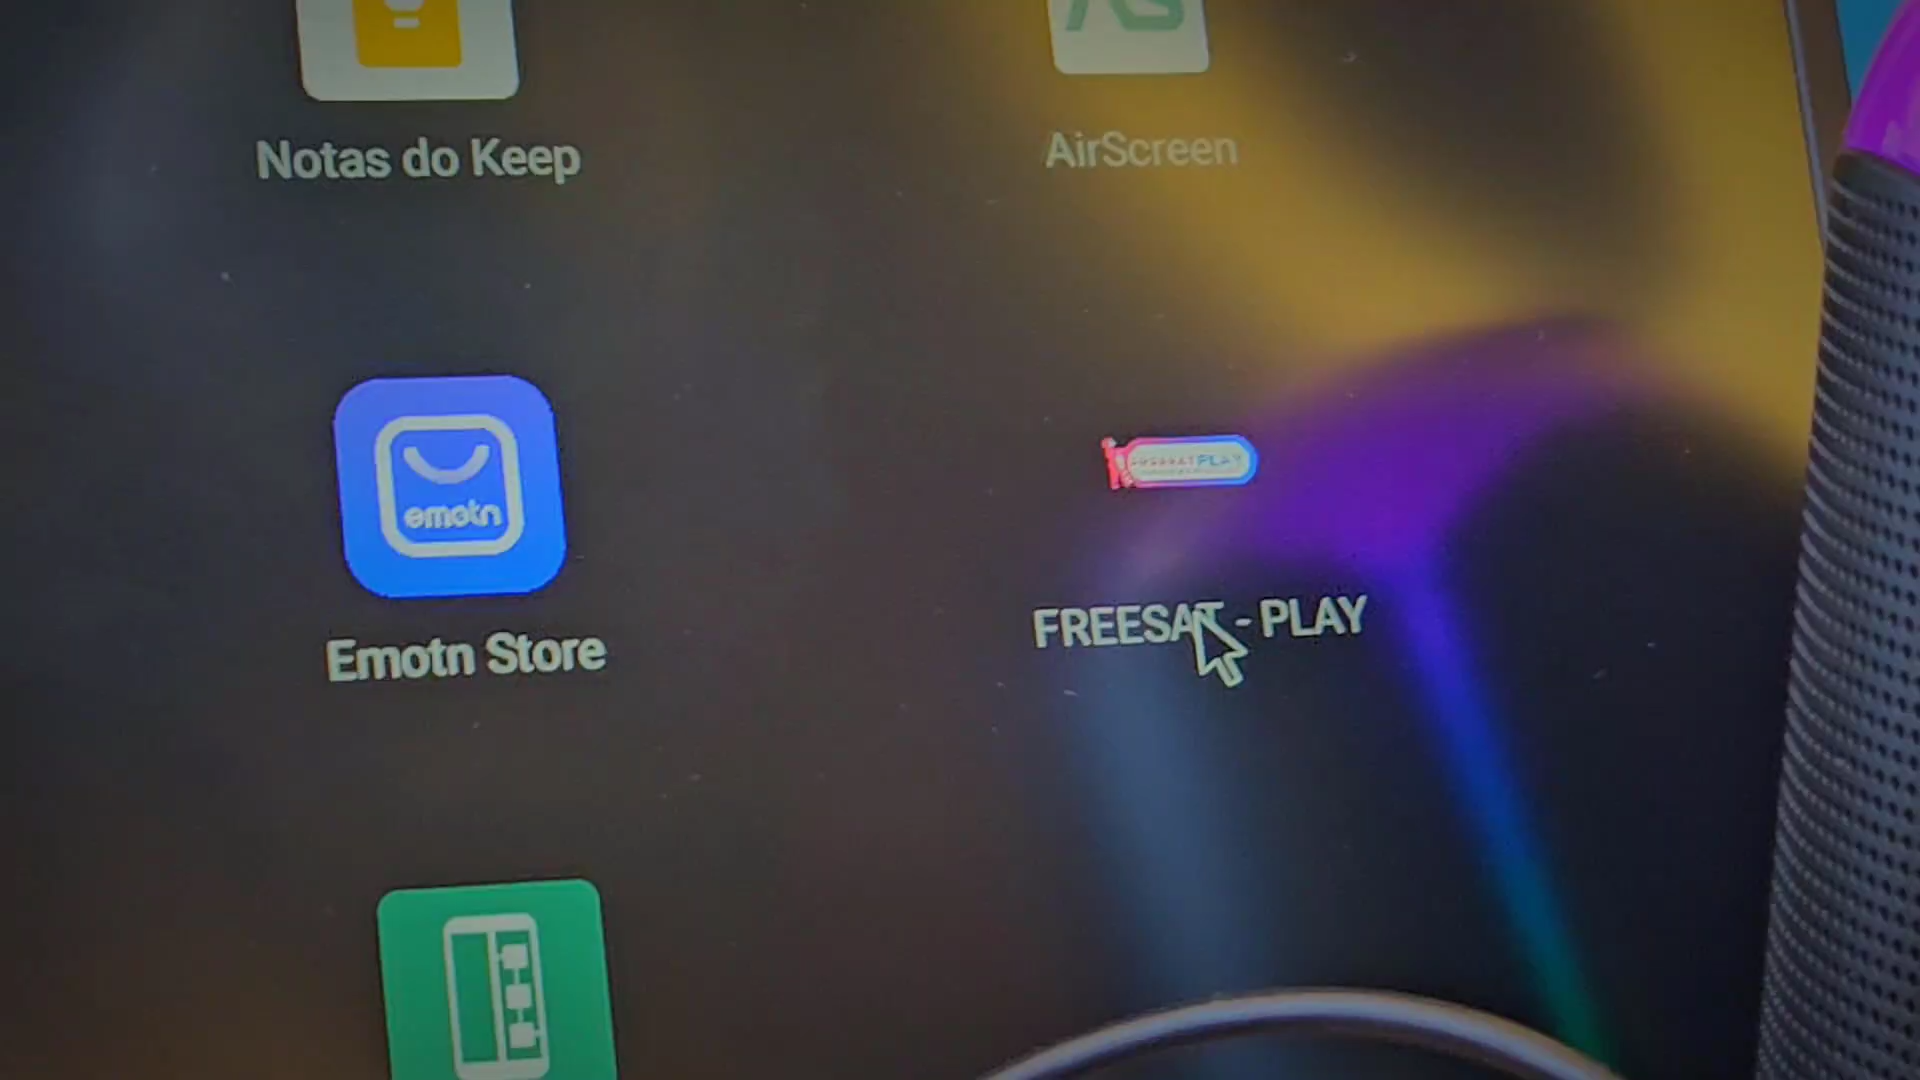 Notas do Keep
AirScreen
emotn
PLAY
Emotn Store
FREESAT - PLAY